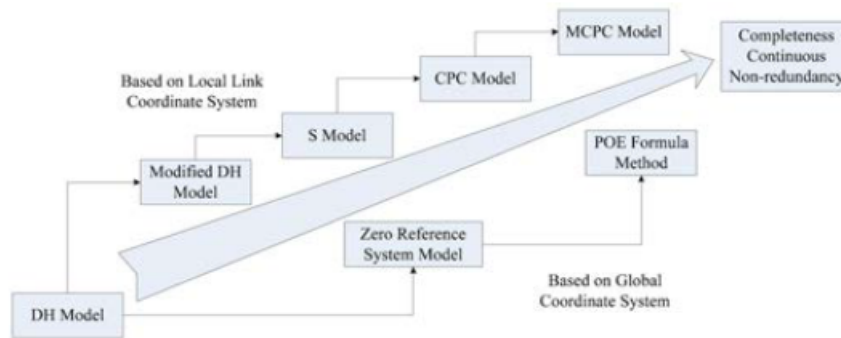 MCPC Model
Completeness
Continuous
Non-redundancy
CPC Model
Based on Local Link
Coordinate System
S Model
POE Formula
Method
Modified DH
Model
Zero Reference
System Model
Based on Global
Coordinate System
DH Model